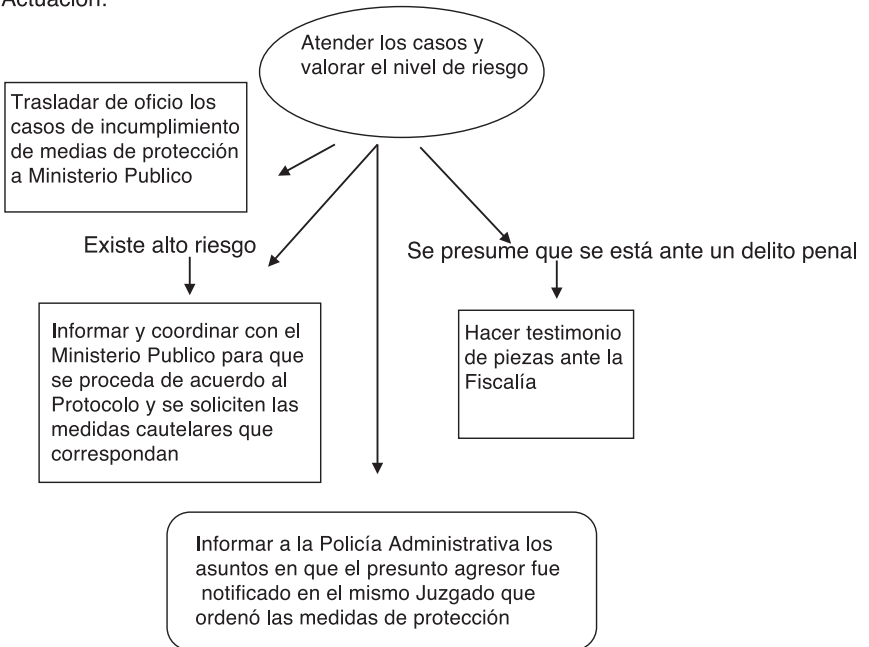 Actuación:
Atender los casos y
valorar el nivel de riesgo
Trasladar de oficio los
casos de incumplimiento
de medias de protección
a Ministerio Publico
Existe alto riesgo
Se presume que se está ante un delito penal
Informar y coordinar con el
Ministerio Publico para que
se proceda de acuerdo al
Protocolo y se soliciten las
medidas cautelares que
correspondan
Hacer testimonio
de piezas ante la
Fiscalía
Informar a la Policía Administrativa los
asuntos en que el presunto agresor fue
notificado en el mismo Juzgado que
ordenó las medidas de protección